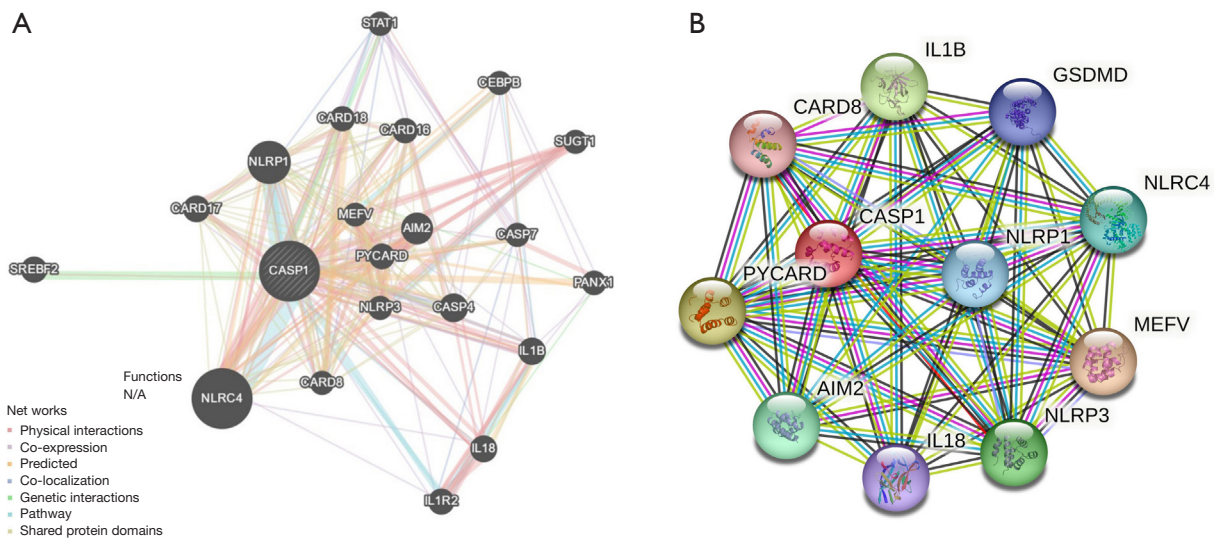 A
STAT1
CEBPB
CARD18
CARD16
SUGT1
NLRP1
CARD17
MEFV
AIM2
CASP7
PYCARD
CASP1
SREBF2
PANX1
NLRP3
CASP4
IL1B
CARD8
Functions
N/A
NLRC4
Net works
Physical interactions
Co-expression
Predicted
Co-localization
Genetic interactions
Pathway
Shared protein domains
IL18
IL1R2
B
IL1B
GSDMD
CARD8
NLRC4
CASP1
NLRP1
PYCARD
MEFV
AIM2
NLRP3
IL18